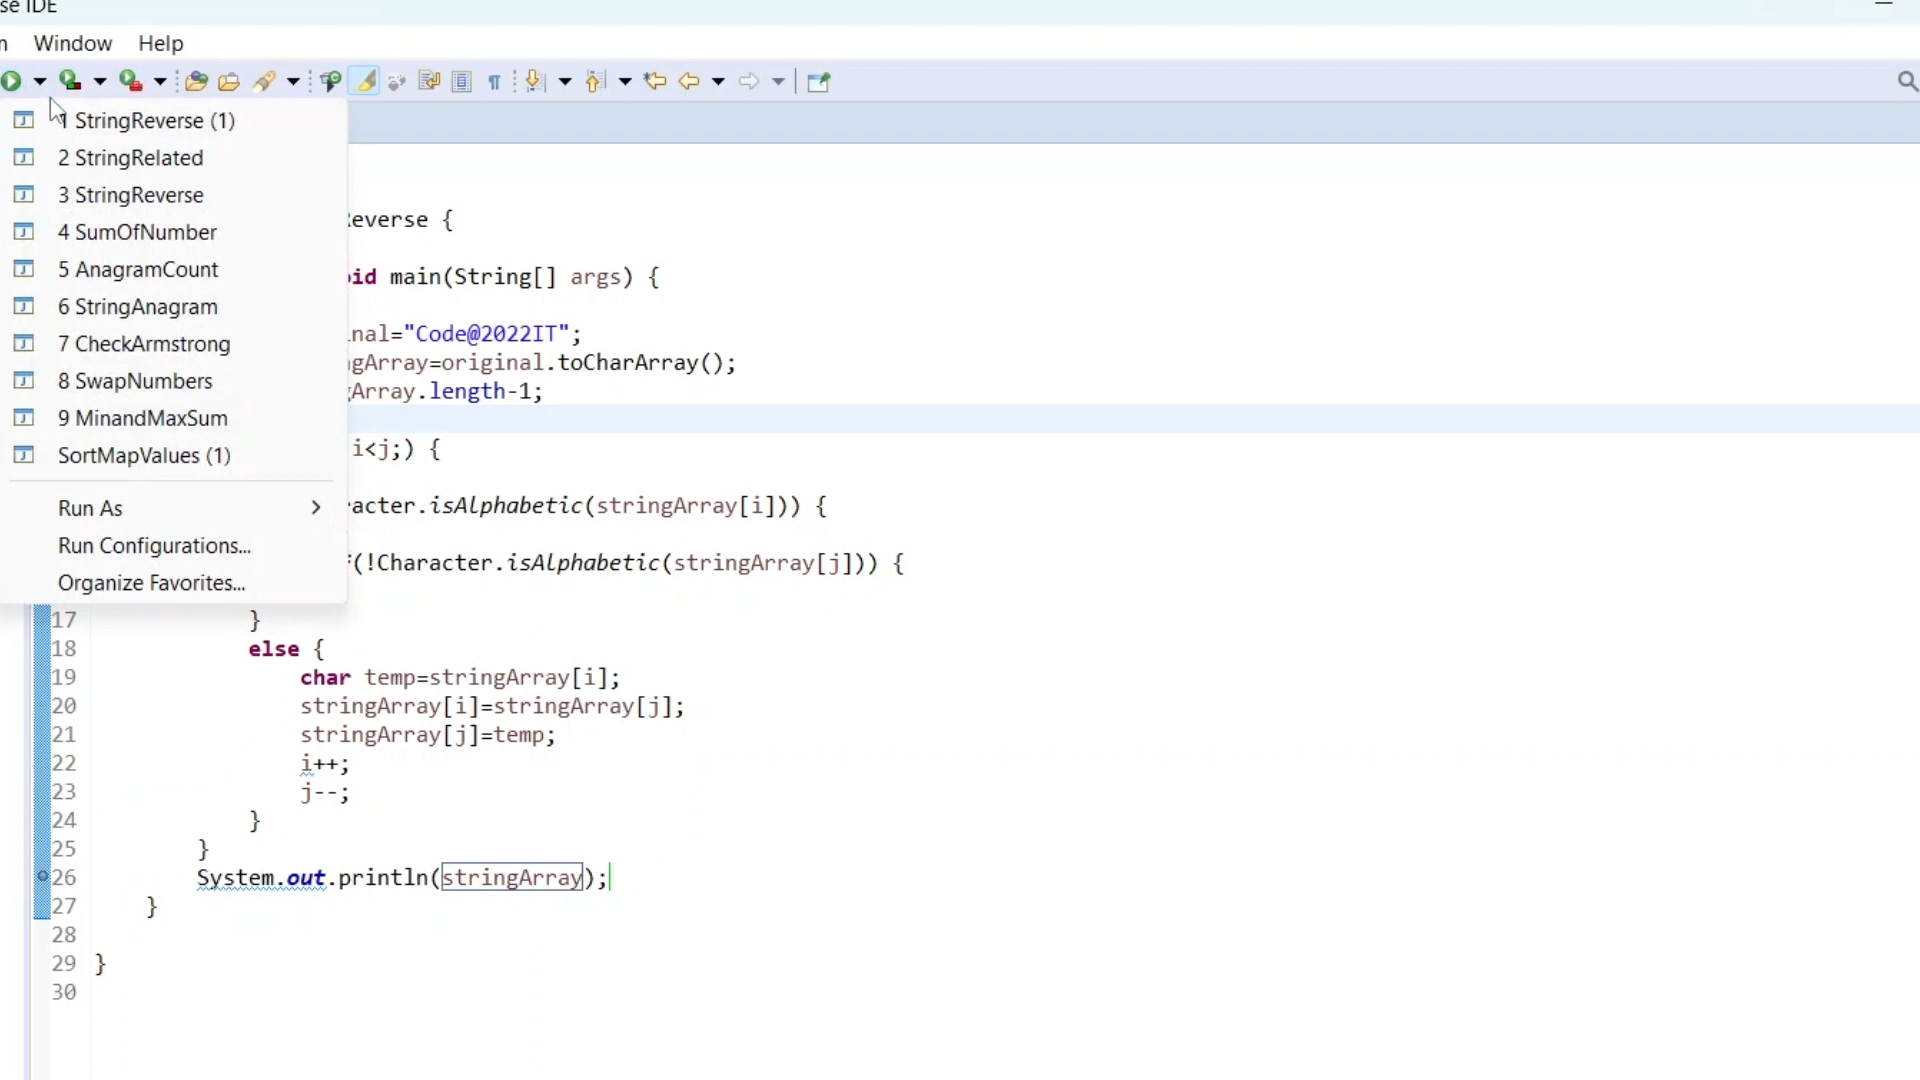 se IDE
n Window Help
1 StringReverse (1)
2 StringRelated
3 StringReverse
4 SumOfNumber
5 AnagramCount
6 StringAnagram
7 CheckArmstrong
8 SwapNumbers
9 MinandMaxSum
SortMapValues (1)
Run As
Run Configurations...
Organize Favorites...
Reverse {
id main(String[] args) {
nal="Code@2022IT";
gArray=original.toCharArray();
gArray.length-1;
i<j;) {
acter.isAlphabetic(stringArray[i])) {
(!Character.isAlphabetic(stringArray[j])) {
17 }
18 else {
19 char temp=stringArray[i];
20 stringArray[i]=stringArray[j];
21 stringArray[j]=temp;
22 i++;
23 j--;
24 }
25 }
26 System.out.println(stringArray);
27 }
28
29 }
30